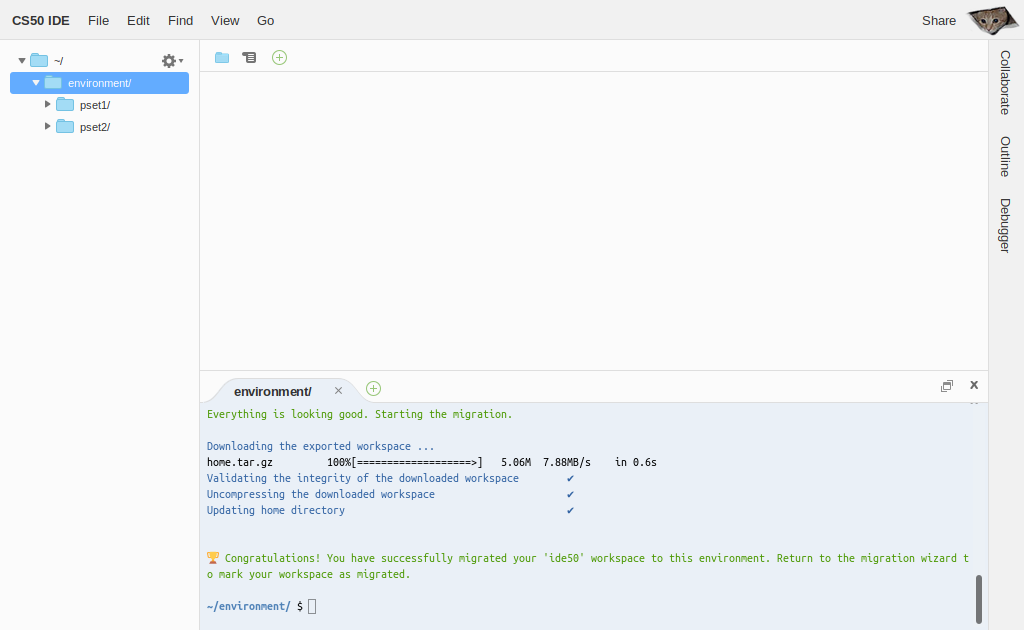 CS50 IDE File Edit Find View Go Share
~/
environment/
pset1/
pset2/
Collaborate
Outline
Debugger
environment/
Everything is looking good. Starting the migration.
Downloading the exported workspace ...
home.tar.gz 100%[===================>] 5.06M 7.88MB/s in 0.6s
Validating the integrity of the downloaded workspace ✔
Uncompressing the downloaded workspace ✔
Updating home directory ✔
🏆 Congratulations! You have successfully migrated your 'ide50' workspace to this environment. Return to the migration wizard t
o mark your workspace as migrated.
~/environment/ $